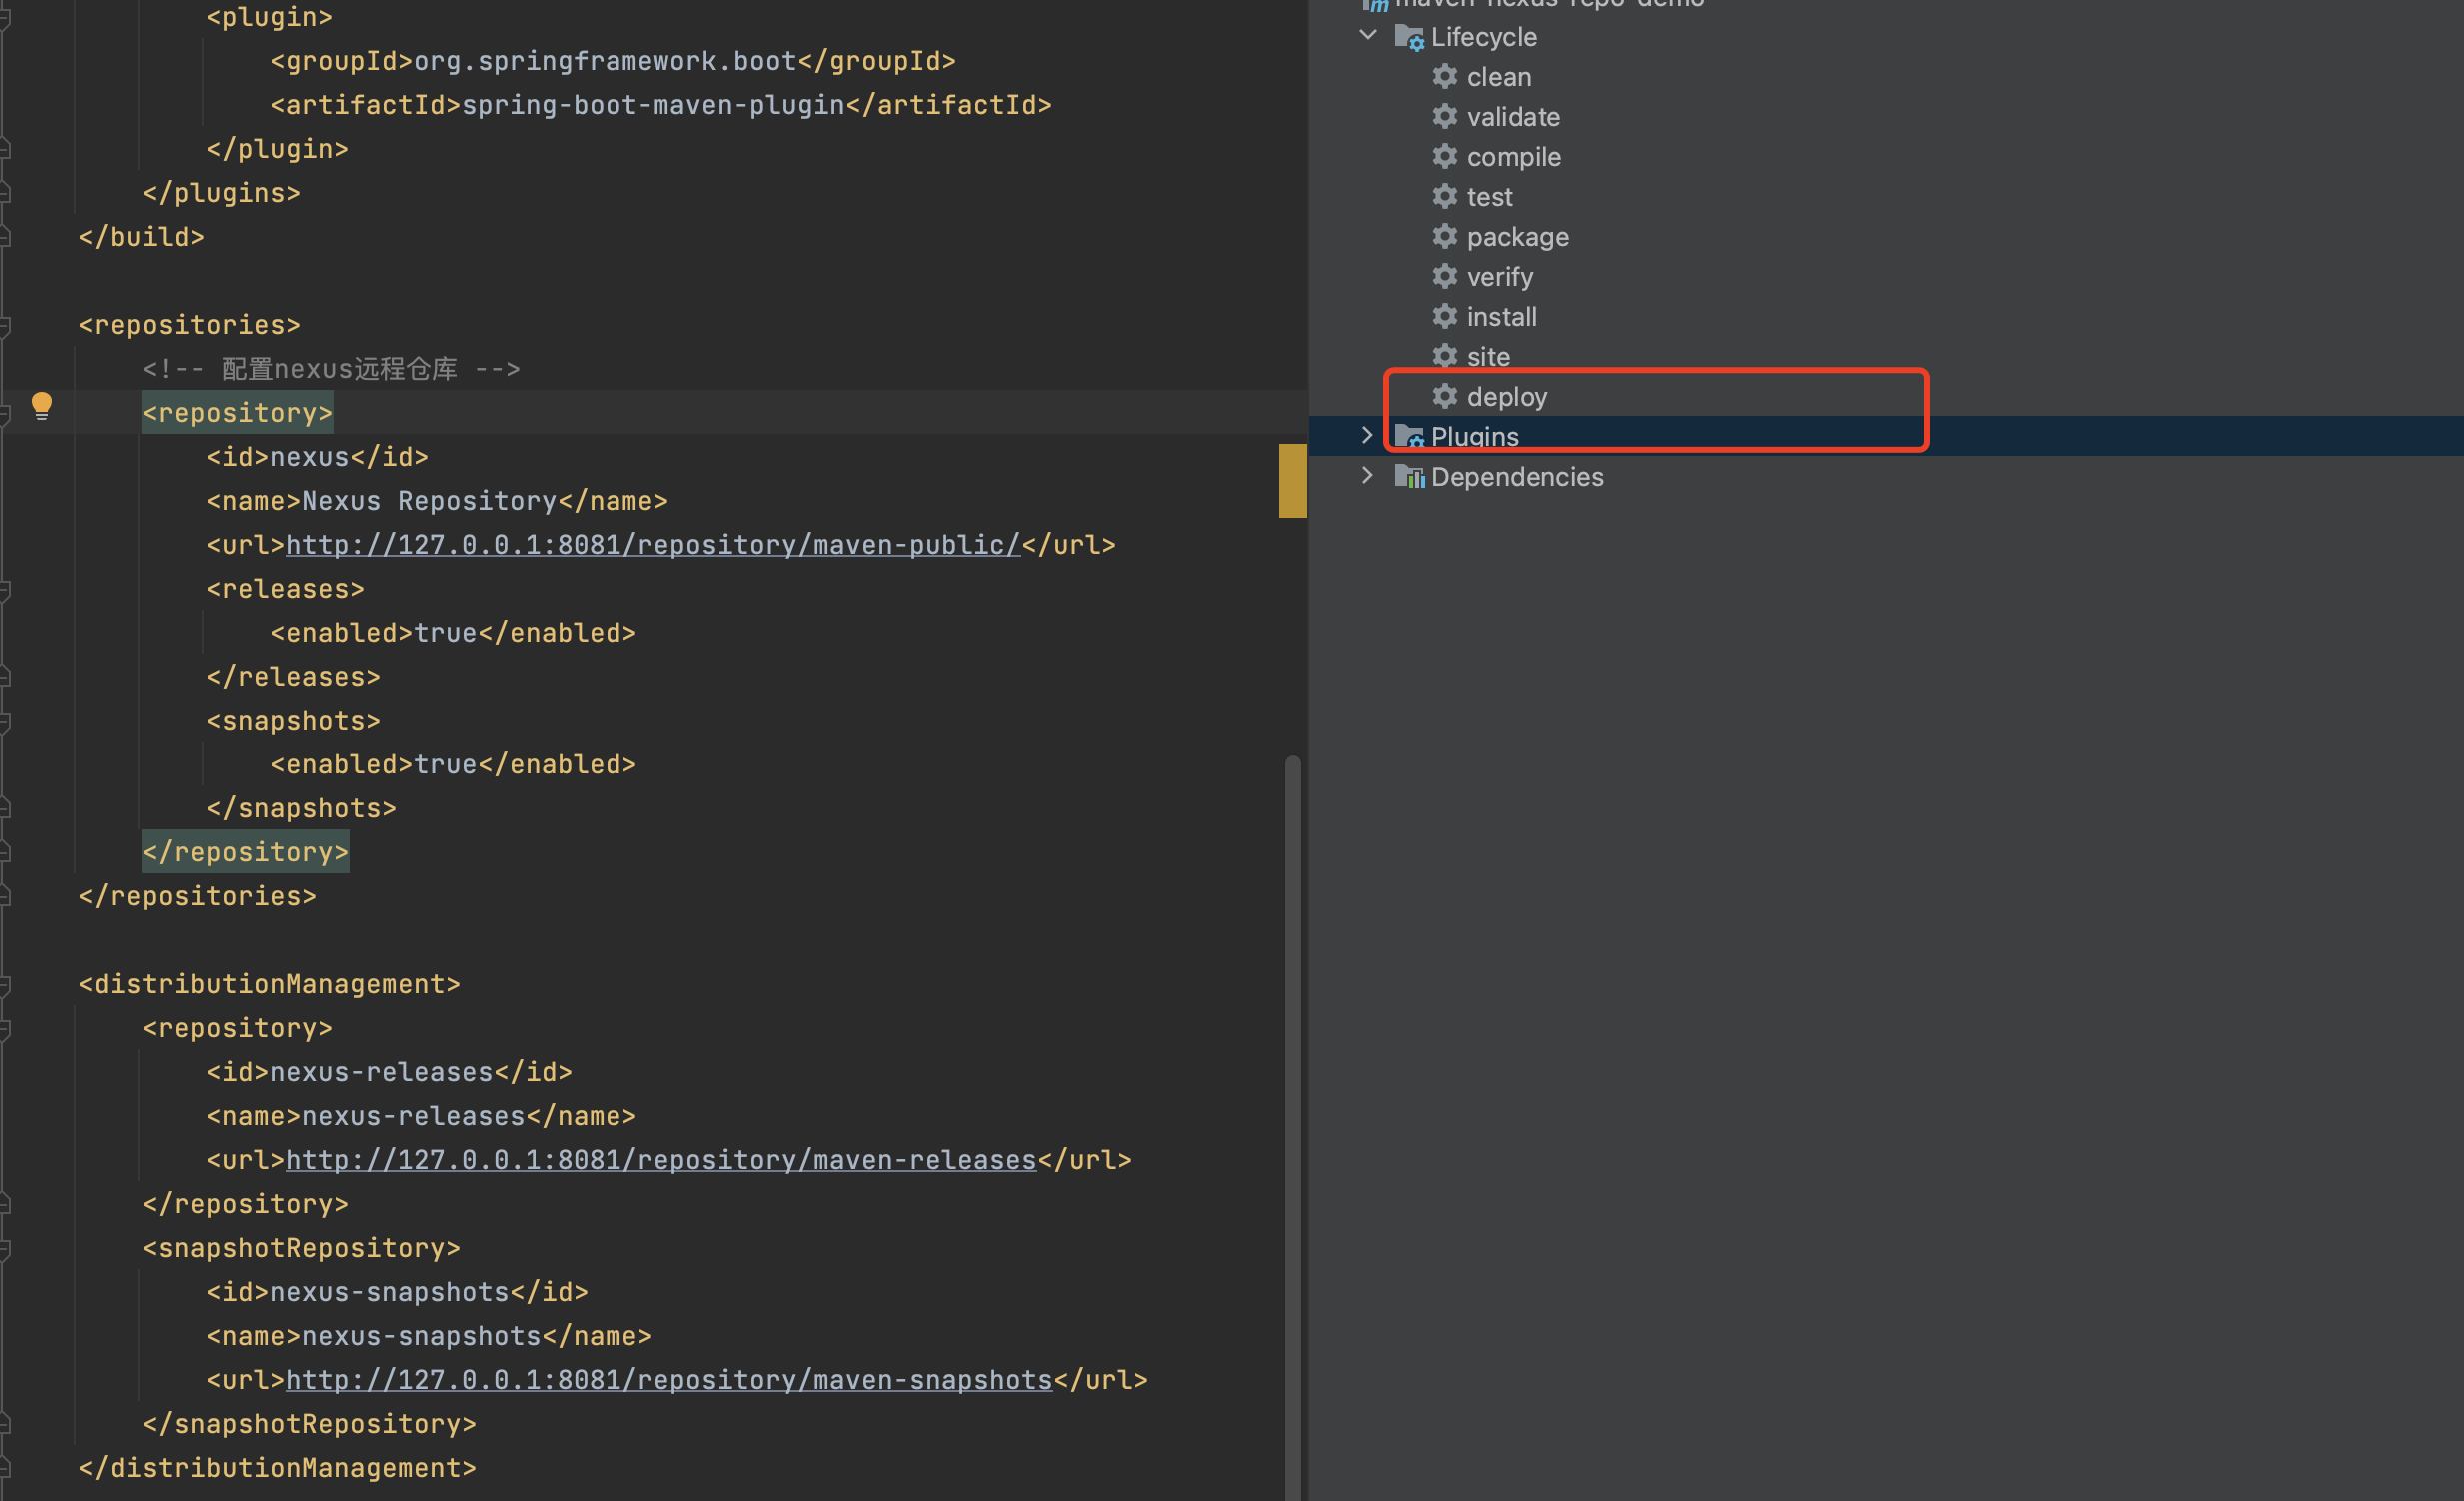 <plugin>
<groupId>org.springframework.boot</groupId>
<artifactId>spring-boot-maven-plugin</artifactId>
</plugin>
</plugins>
</build>
<repositories>
<!-- 配置nexus远程仓库 -->
<repository>
<id>nexus</id>
<name>Nexus Repository</name>
<url>http://127.0.0.1:8081/repository/maven-public/</url>
<releases>
<enabled>true</enabled>
</releases>
<snapshots>
<enabled>true</enabled>
</snapshots>
</repository>
</repositories>
<distributionManagement>
<repository>
<id>nexus-releases</id>
<name>nexus-releases</name>
<url>http://127.0.0.1:8081/repository/maven-releases</url>
</repository>
<snapshotRepository>
<id>nexus-snapshots</id>
<name>nexus-snapshots</name>
<url>http://127.0.0.1:8081/repository/maven-snapshots</url>
</snapshotRepository>
</distributionManagement>
maven-nexus-repo-demo
Lifecycle
clean
validate
compile
test
package
verify
install
site
deploy
Plugins
Dependencies